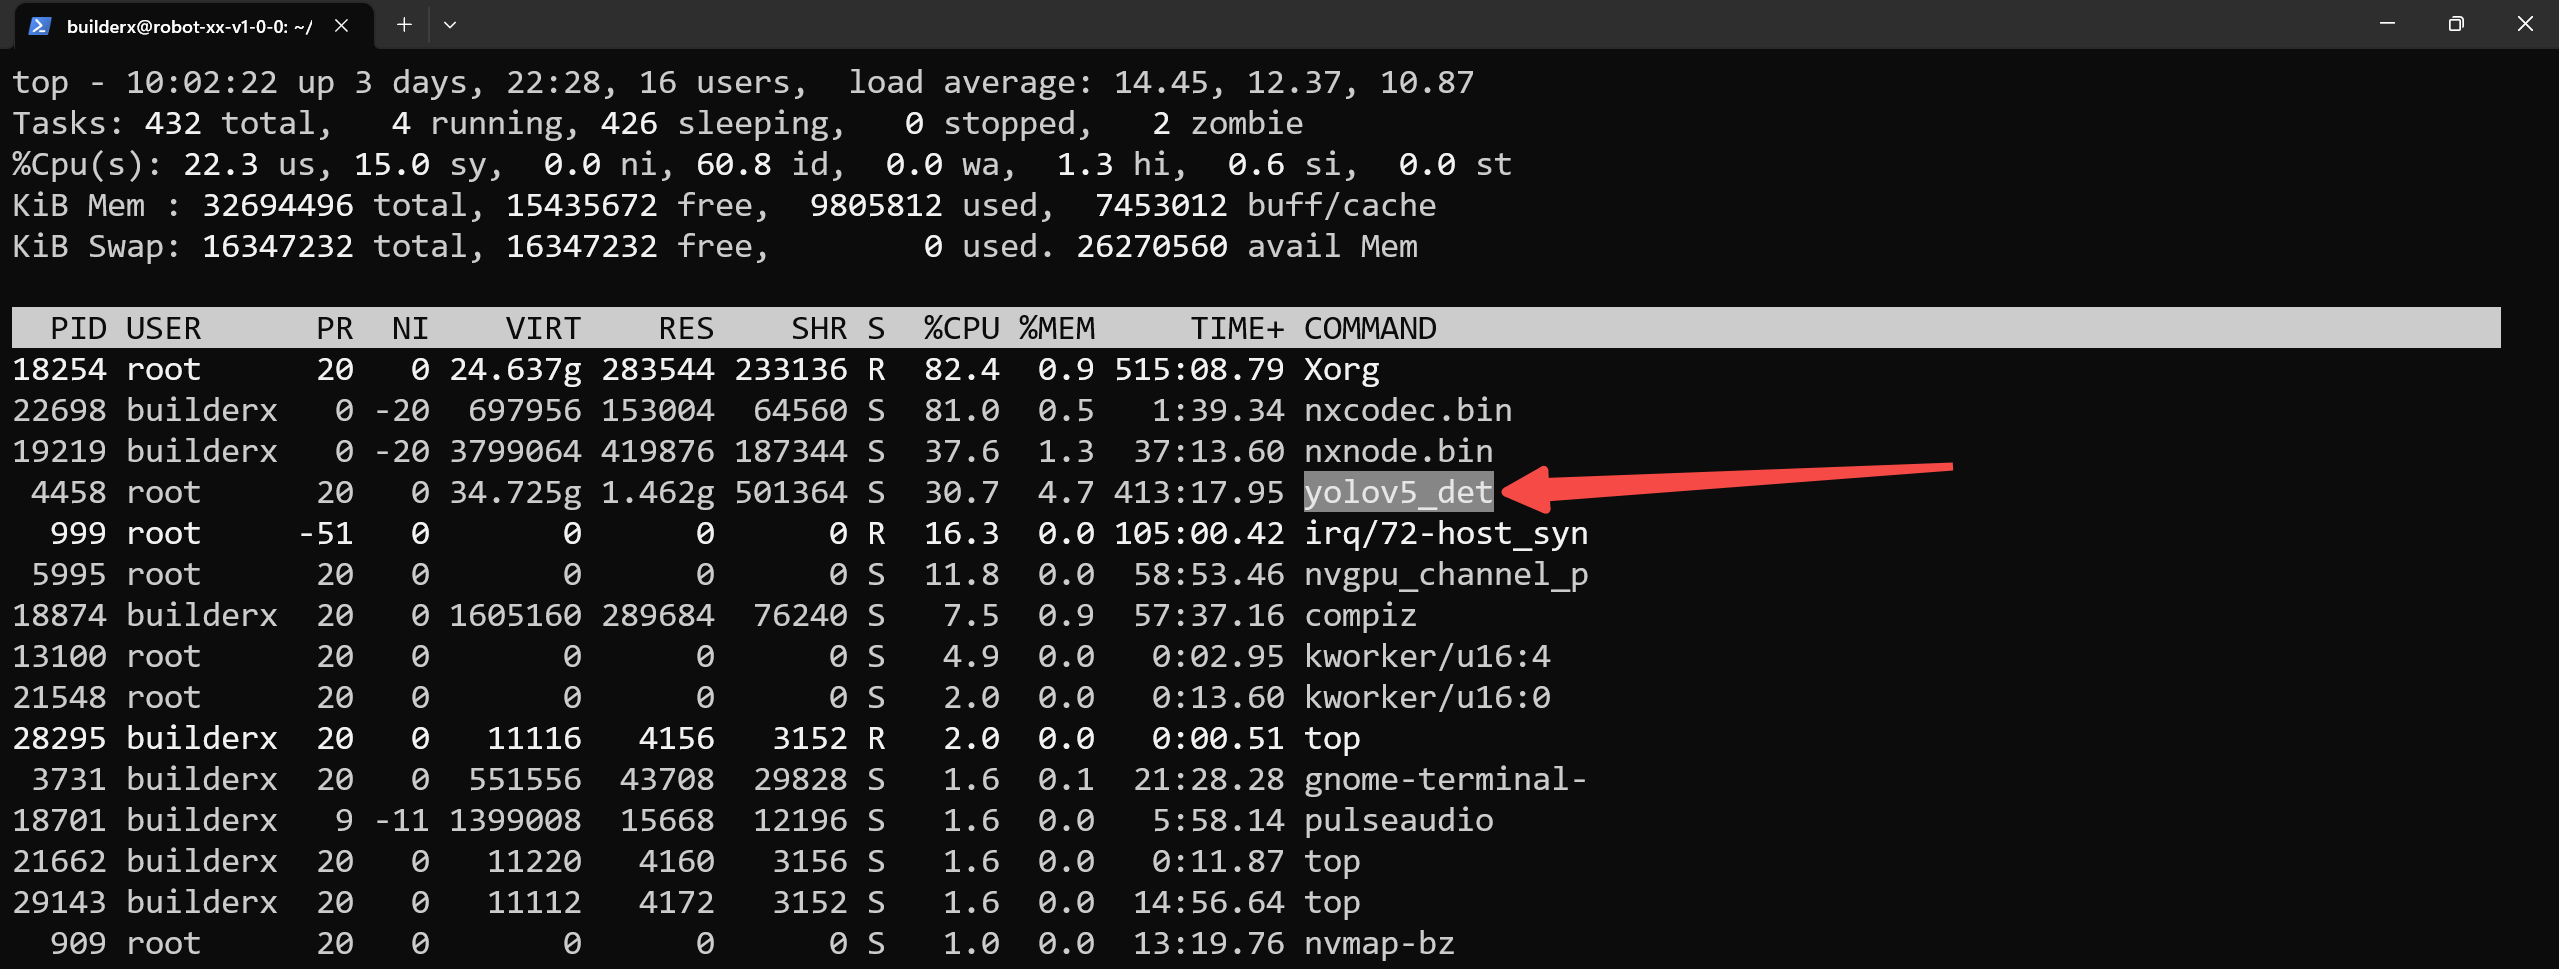 builderx@robot-xx-v1-0-0: ~/
top - 10:02:22 up 3 days, 22:28, 16 users,  load average: 14.45, 12.37, 10.87
Tasks: 432 total,   4 running, 426 sleeping,   0 stopped,   2 zombie
%Cpu(s): 22.3 us, 15.0 sy,  0.0 ni, 60.8 id,  0.0 wa,  1.3 hi,  0.6 si,  0.0 st
KiB Mem : 32694496 total, 15435672 free,  9805812 used,  7453012 buff/cache
KiB Swap: 16347232 total, 16347232 free,        0 used. 26270560 avail Mem
PID USER      PR  NI    VIRT    RES    SHR S  %CPU %MEM     TIME+ COMMAND
18254 root      20   0 24.637g 283544 233136 R  82.4  0.9 515:08.79 Xorg
22698 builderx   0 -20  697956 153004  64560 S  81.0  0.5   1:39.34 nxcodec.bin
19219 builderx   0 -20 3799064 419876 187344 S  37.6  1.3  37:13.60 nxnode.bin
4458 root      20   0 34.725g 1.462g 501364 S  30.7  4.7 413:17.95 yolov5_det
999 root     -51   0       0      0      0 R  16.3  0.0 105:00.42 irq/72-host_syn
5995 root      20   0       0      0      0 S  11.8  0.0  58:53.46 nvgpu_channel_p
18874 builderx  20   0 1605160 289684  76240 S   7.5  0.9  57:37.16 compiz
13100 root      20   0       0      0      0 S   4.9  0.0   0:02.95 kworker/u16:4
21548 root      20   0       0      0      0 S   2.0  0.0   0:13.60 kworker/u16:0
28295 builderx  20   0   11116   4156   3152 R   2.0  0.0   0:00.51 top
3731 builderx  20   0  551556  43708  29828 S   1.6  0.1  21:28.28 gnome-terminal-
18701 builderx   9 -11 1399008  15668  12196 S   1.6  0.0   5:58.14 pulseaudio
21662 builderx  20   0   11220   4160   3156 S   1.6  0.0   0:11.87 top
29143 builderx  20   0   11112   4172   3152 S   1.6  0.0  14:56.64 top
909 root      20   0       0      0      0 S   1.0  0.0  13:19.76 nvmap-bz